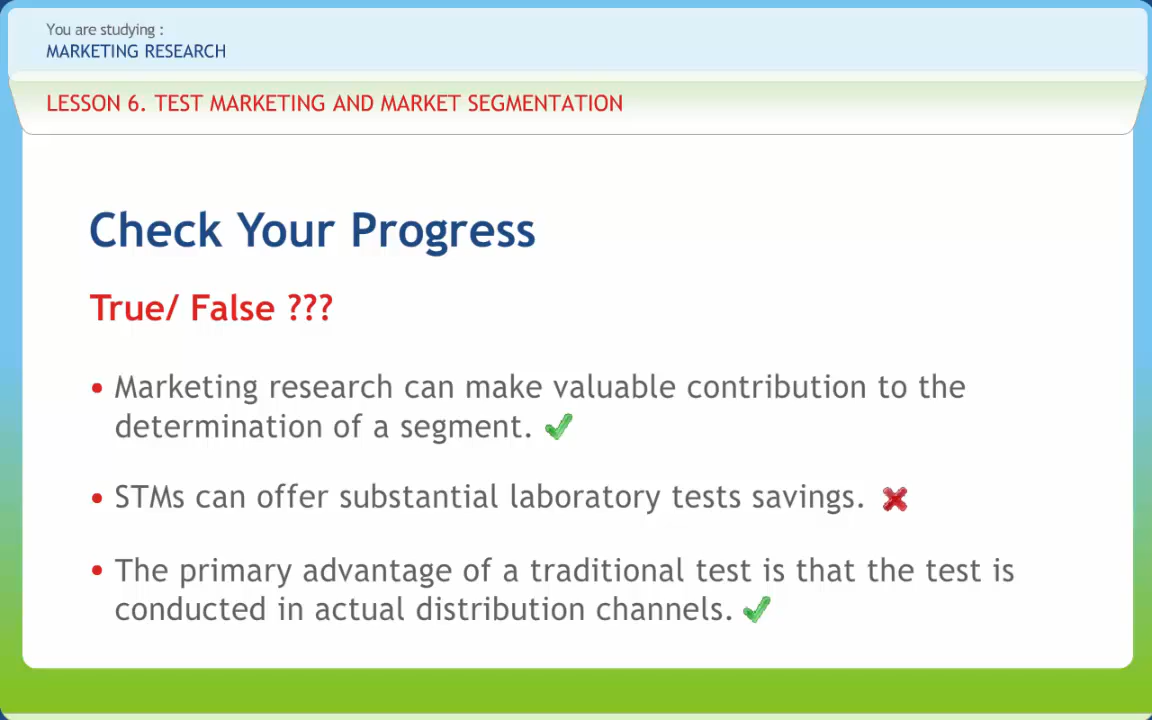 You are studying :
MARKETING RESEARCH
LESSON 6. TEST MARKETING AND MARKET SEGMENTATION
Check Your Progress
True/ False ???
• Marketing research can make valuable contribution to the
determination of a segment.
• STMs can offer substantial laboratory tests savings.
• The primary advantage of a traditional test is that the test is
conducted in actual distribution channels.